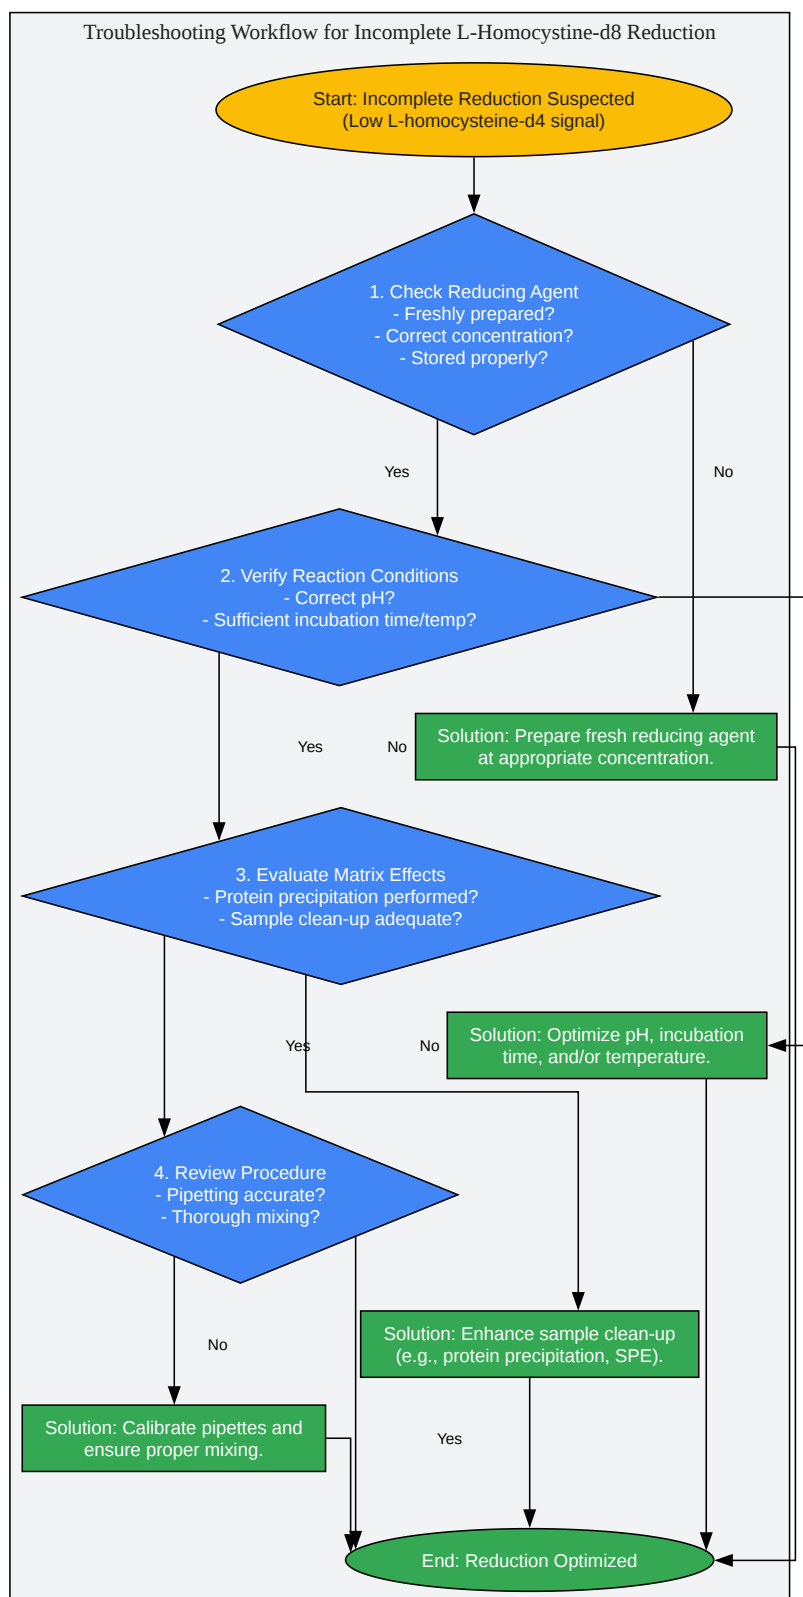 Troubleshooting Workflow for Incomplete L-Homocystine-d8 Reduction
Start: Incomplete Reduction Suspected
(Low L-homocysteine-d4 signal)
1. Check Reducing Agent
- Freshly prepared?
- Correct concentration?
- Stored properly?
Yes
No
2. Verify Reaction Conditions
- Correct pH?
- Sufficient incubation time/temp?
Solution: Prepare fresh reducing agent
at appropriate concentration.
Yes
No
3. Evaluate Matrix Effects
- Protein precipitation performed?
- Sample clean-up adequate?
Solution: Optimize pH, incubation
time, and/or temperature.
Yes
No
4. Review Procedure
- Pipetting accurate?
- Thorough mixing?
No
Solution: Enhance sample clean-up
(e.g., protein precipitation, SPE).
Solution: Calibrate pipettes and
ensure proper mixing.
Yes
End: Reduction Optimized